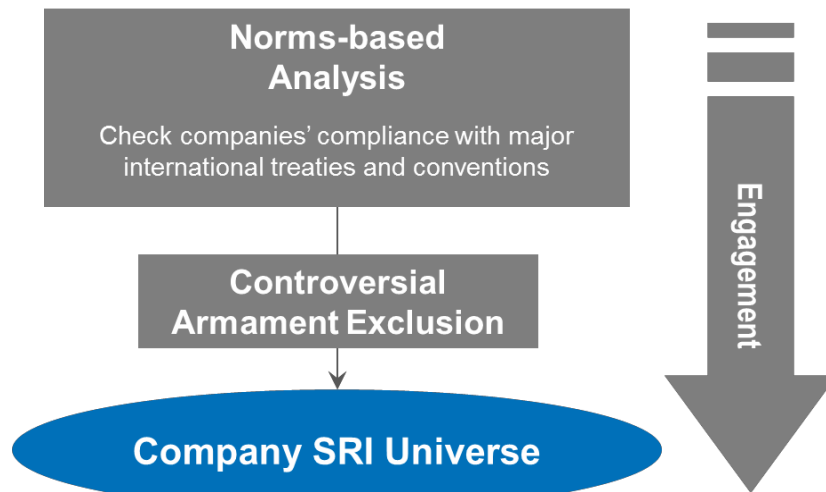 Norms-based
Analysis
Check companies’ compliance with major
international treaties and conventions
Controversial
Armament Exclusion
Company SRI Universe
Engagement